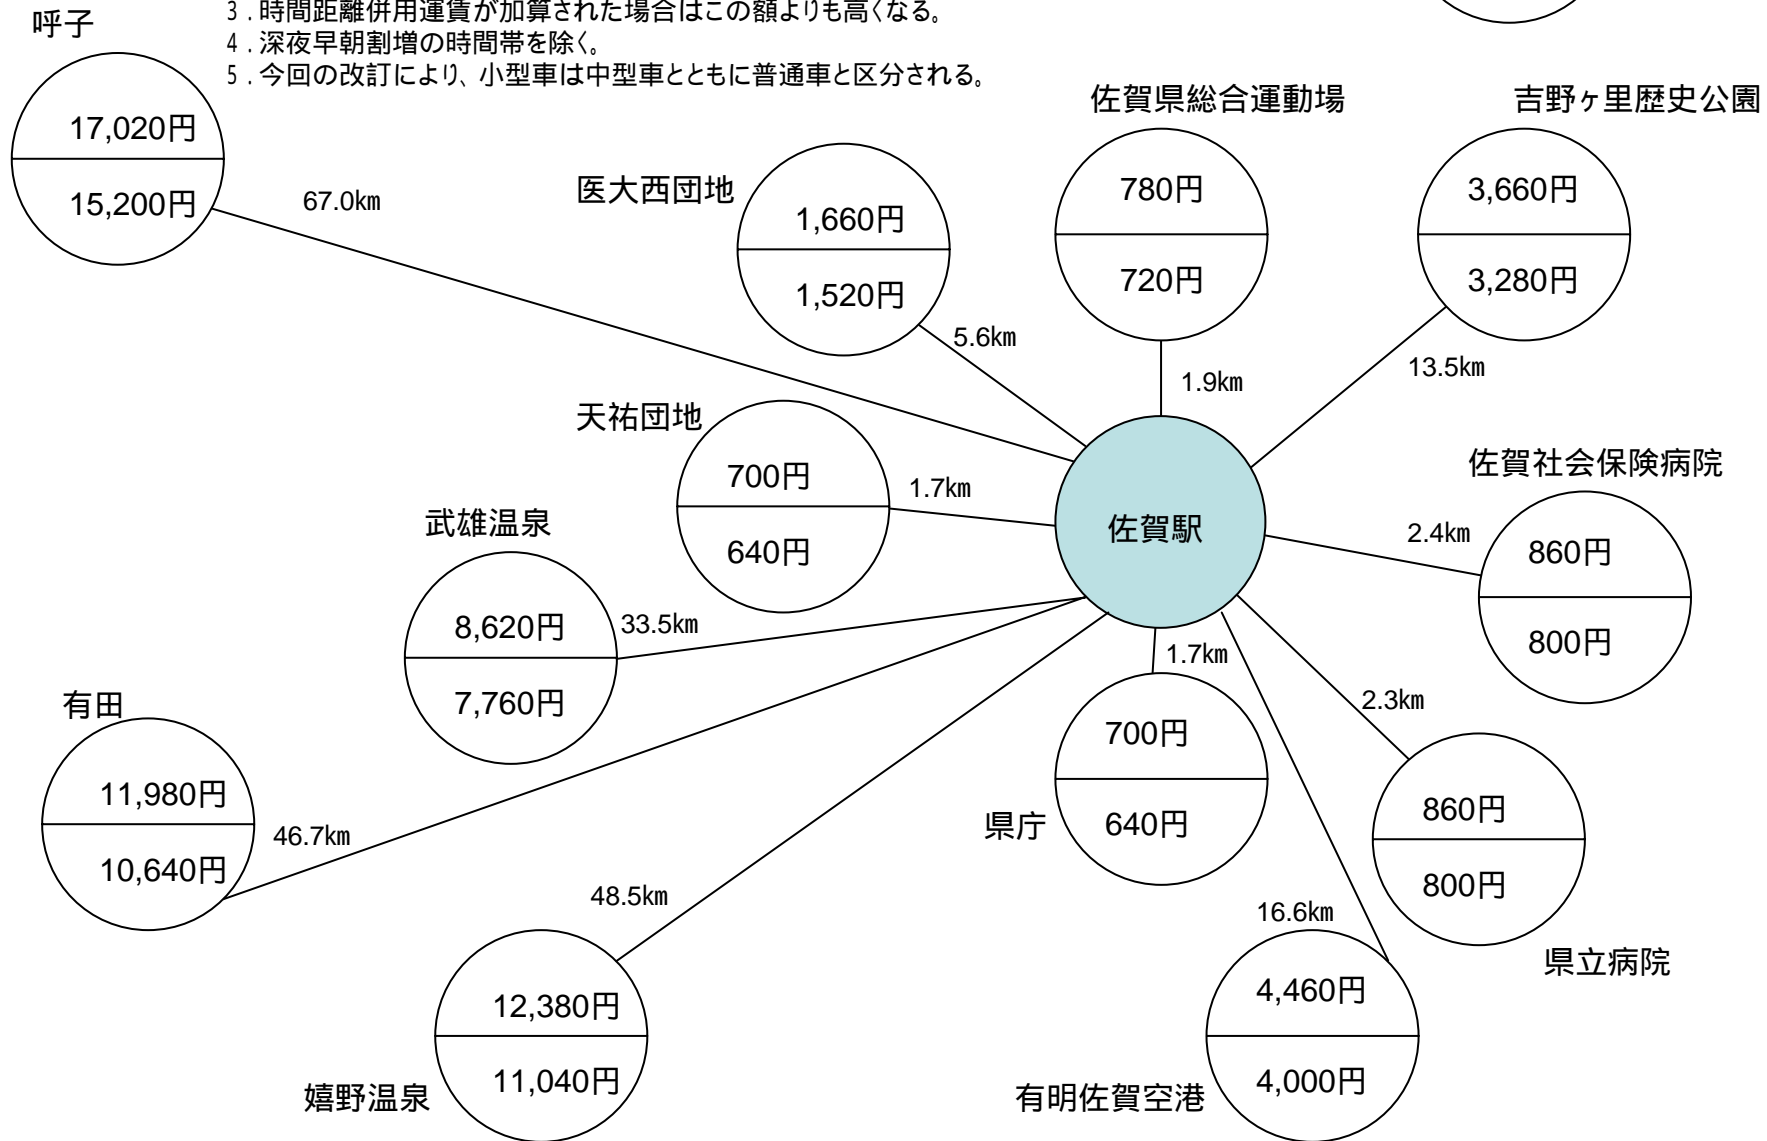 3．時間距離併用運賃が加算された場合はこの額よりも高くなる。
呼子
4．深夜早朝割増の時間帯を除く。
5．今回の改訂により、小型車は中型車とともに普通車と区分される。
佐賀県総合運動場
吉野ヶ里歴史公園
17,020円
15,200円
67.0㎞
医大西団地
1,660円
1,520円
5.6㎞
780円
720円
1.9㎞
3,660円
3,280円
13.5㎞
天祐団地
700円
640円
1.7㎞
佐賀駅
佐賀社会保険病院
2.4㎞
860円
800円
武雄温泉
8,620円
7,760円
33.5㎞
1.7㎞
700円
640円
県庁
2.3㎞
860円
800円
県立病院
有田
11,980円
10,640円
46.7㎞
48.5㎞
12,380円
11,040円
嬉野温泉
16.6㎞
4,460円
4,000円
有明佐賀空港